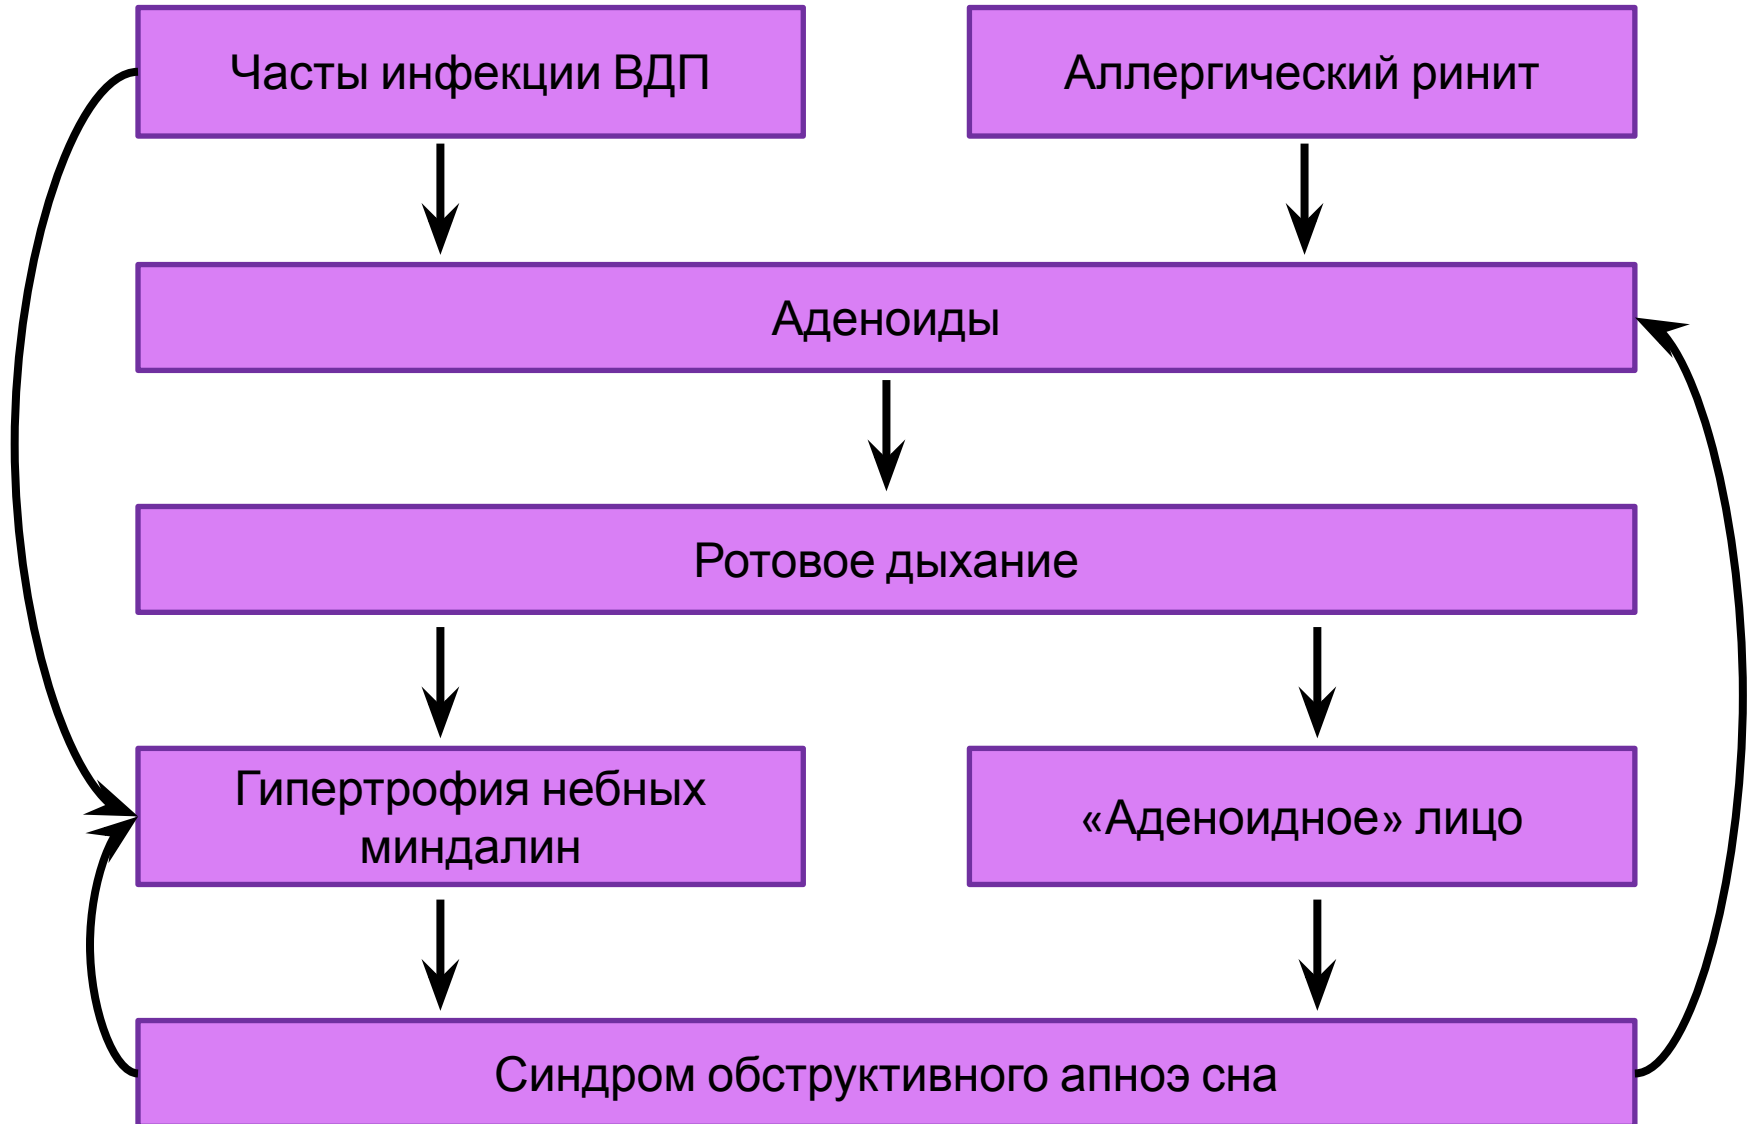 Часты инфекции ВДП
Аллергический ринит
Аденоиды
Ротовое дыхание
Гипертрофия небных
миндалин
«Аденоидное» лицо
Синдром обструктивного апноэ сна